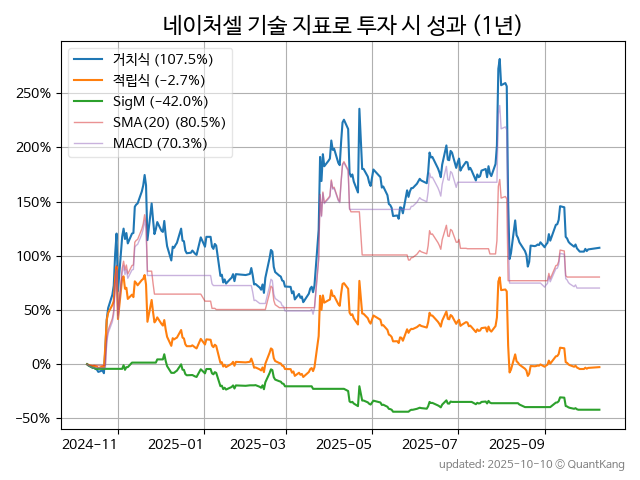 네이처셀 기술 지표로 투자 시 성과 (1년)
거치식 (107.5%)
적립식 (−2.7%)
SigM (−42.0%)
SMA(20) (80.5%)
MACD (70.3%)
250%
200%
150%
100%
50%
0%
−50%
2024-11 2025-01 2025-03 2025-05 2025-07 2025-09
updated: 2025-10-10 © QuantKang